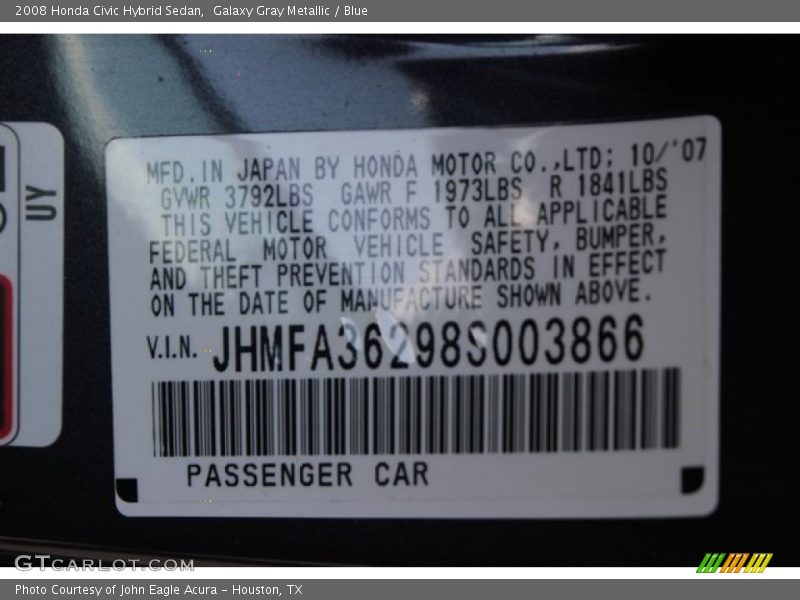 2008 Honda Civic Hybrid Sedan,  Galaxy Gray Metallic / Blue
UY
MFD.IN JAPAN BY HONDA MOTOR CO.,LTD; 10/'07
GVWR 3792LBS GAWR F 1973LBS R 1841LBS
THIS VEHICLE CONFORMS TO ALL APPLICABLE
FEDERAL MOTOR VEHICLE SAFETY, BUMPER,
AND THEFT PREVENTION STANDARDS IN EFFECT
ON THE DATE OF MANUFACTURE SHOWN ABOVE.
V.I.N. JHMFA36298S003866
PASSENGER CAR
GTCARLOT.COM
Photo Courtesy of John Eagle Acura – Houston, TX